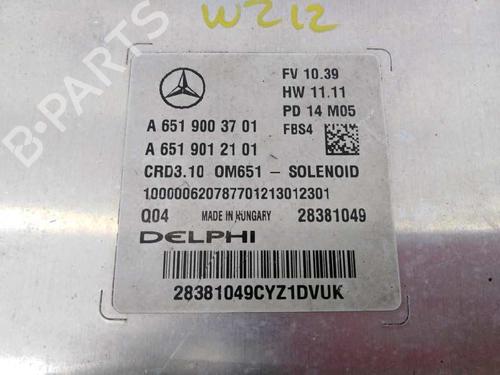 W212
B-PARTS
FV 10.39
HW 11.11
PD 14 M05
FBS4
A 651 900 37 01
A 651 901 21 01
CRD3.10 OM651 - SOLENOID
10000062078770121301​2301
Q04 MADE IN HUNGARY 28381049
DELPHI
28381049CYZ1DVUK